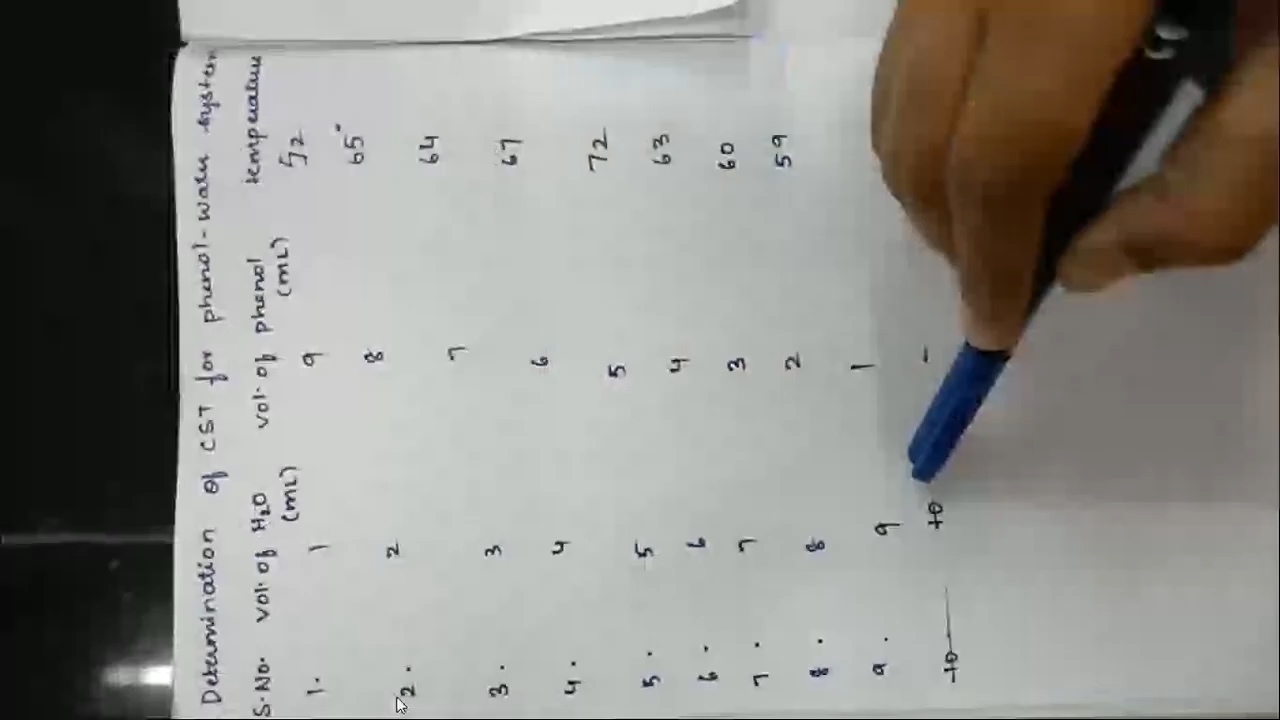 Determination of CST for phenol-water system
S.No. vol. of H2O (mL) vol. of phenol (mL) temperature
1. 1 9 52
2. 2 8 65°
3. 3 7 64
4. 4 6 67
5. 5 5 72
6. 6 4 63
7. 7 3 60
8. 8 2 59
9. 9 1
10 10 -